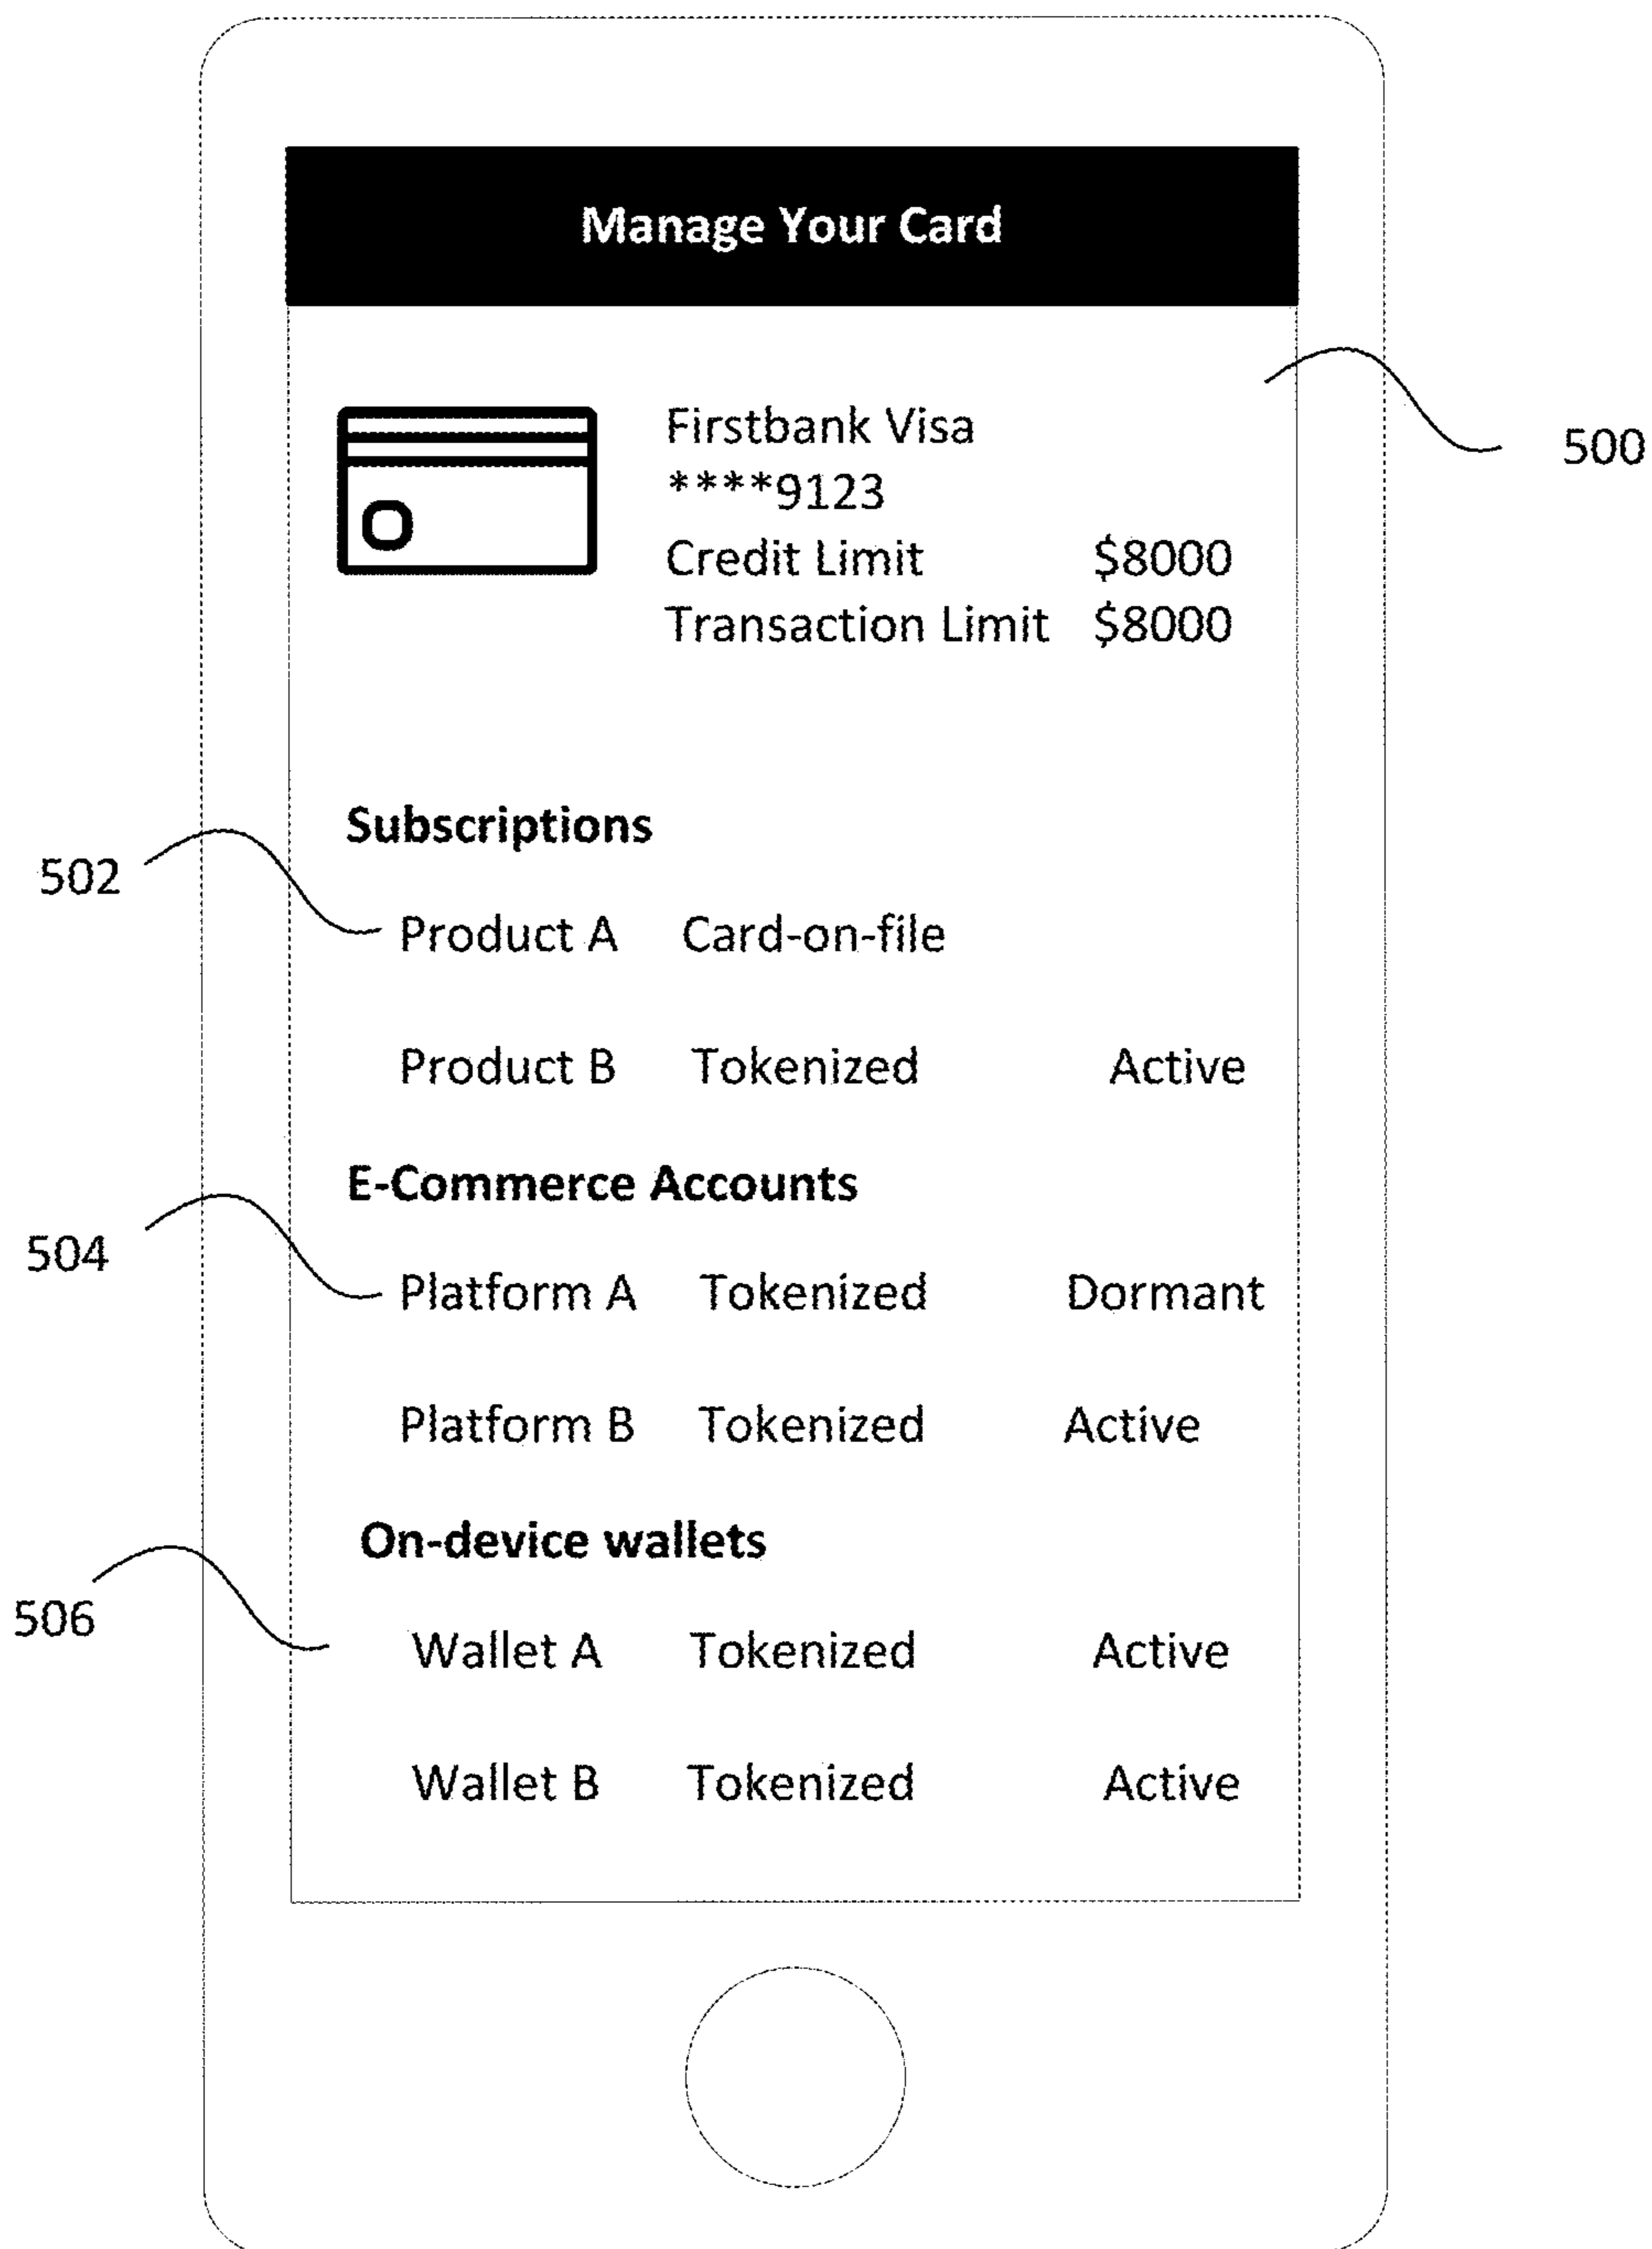 Manage Your Card
Firstbank Visa
****9123
Credit Limit $8000
Transaction Limit $8000
500
Subscriptions
502
Product A Card-on-file
Product B Tokenized Active
E-Commerce Accounts
504
Platform A Tokenized Dormant
Platform B Tokenized Active
On-device wallets
506
Wallet A Tokenized Active
Wallet B Tokenized Active